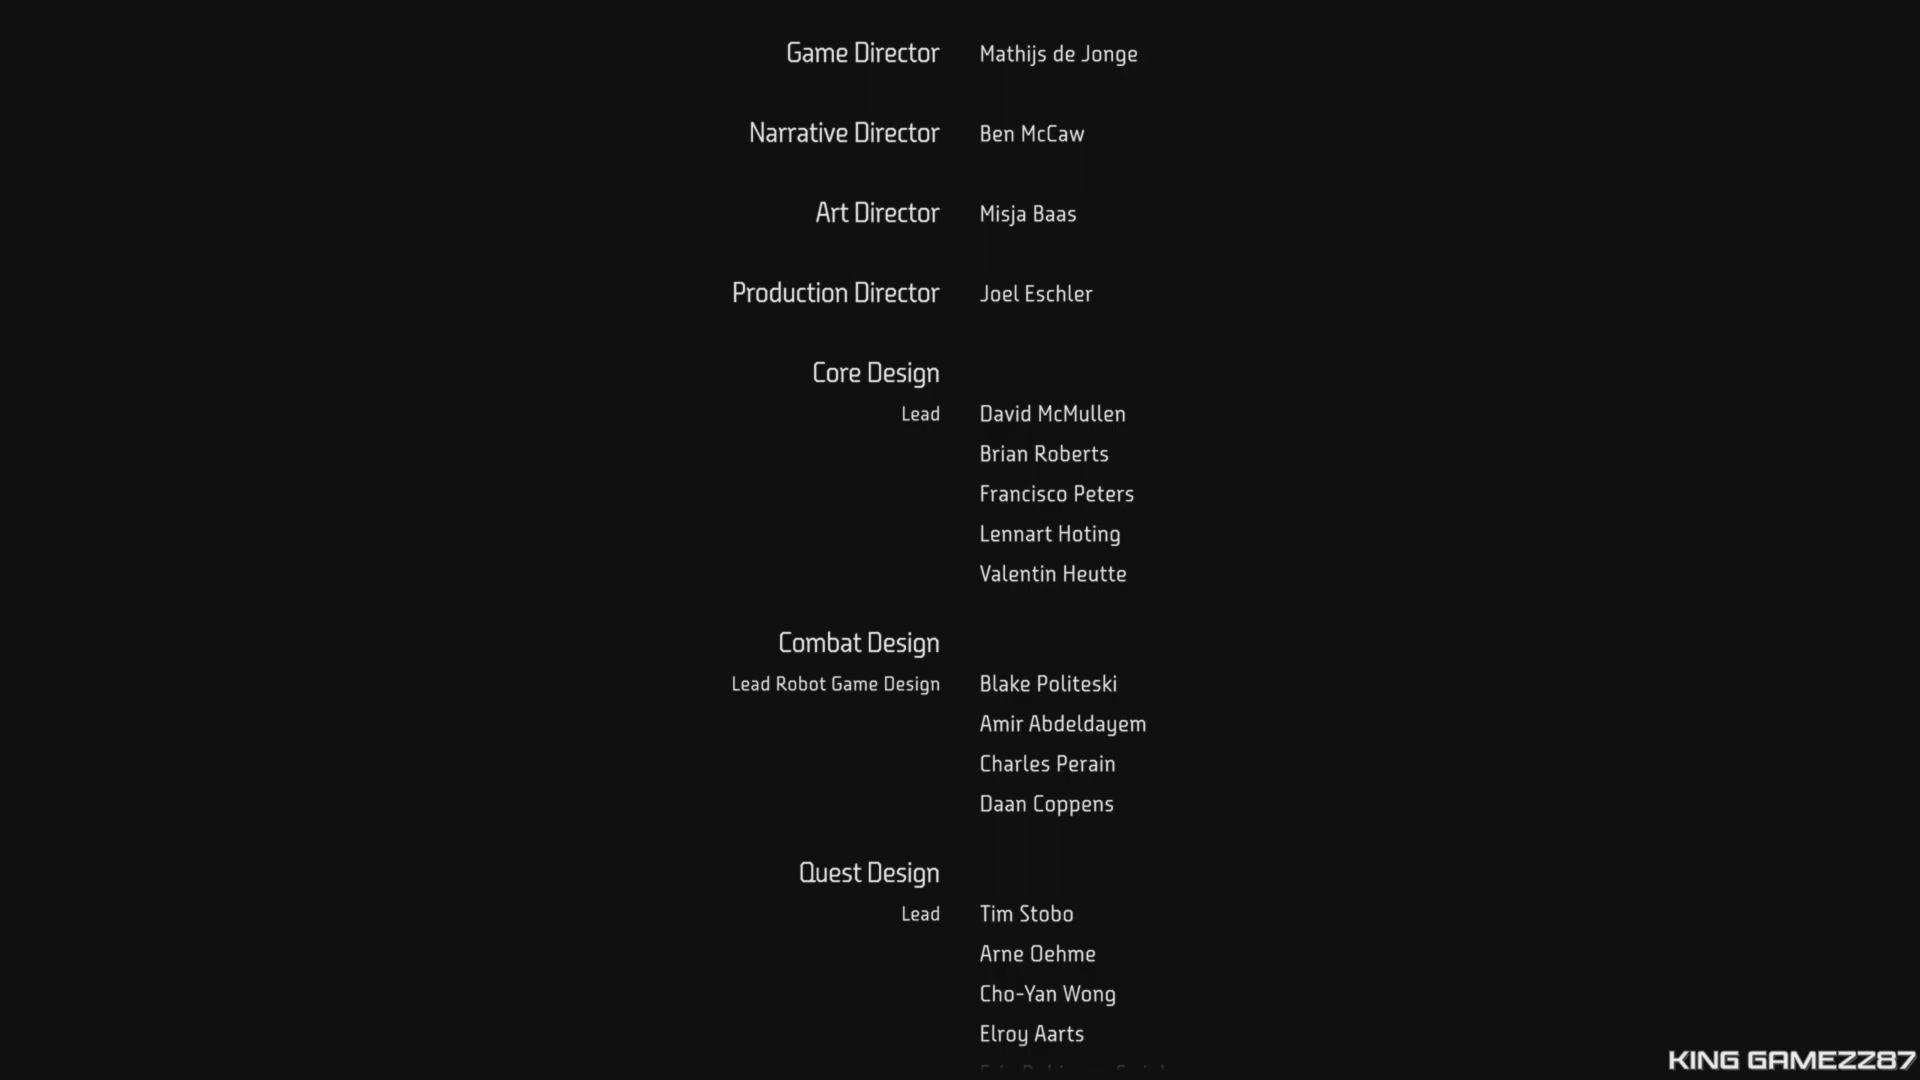 Game Director Mathijs de Jonge
Narrative Director Ben McCaw
Art Director Misja Baas
Production Director Joel Eschler
Core Design
Lead David McMullen
Brian Roberts
Francisco Peters
Lennart Hoting
Valentin Heutte
Combat Design
Lead Robot Game Design Blake Politeski
Amir Abdeldayem
Charles Perain
Daan Coppens
Quest Design
Lead Tim Stobo
Arne Oehme
Cho-Yan Wong
Elroy Aarts
KING GAMEZZ87